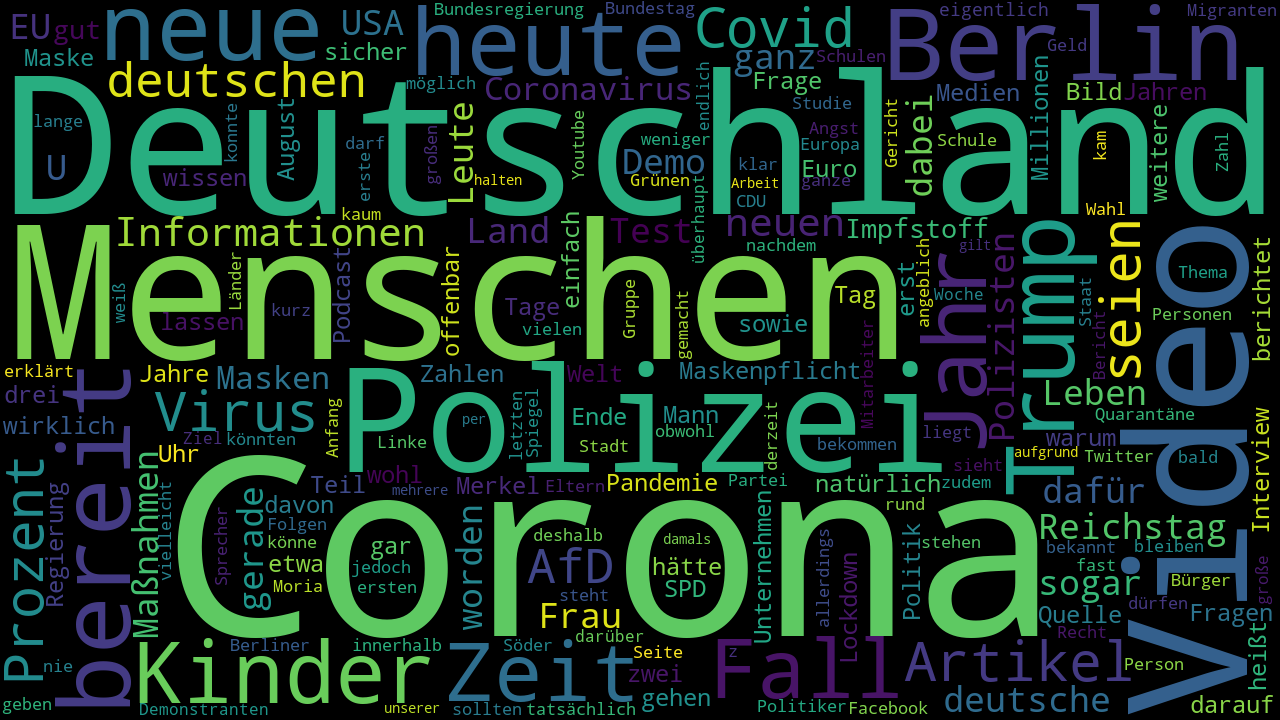 EU
gut
neue
USA
heute
Bundesregierung
Bundestag
Covid
Berlin
eigentlich
Migranten
Maske
sicher
ganz
Schulen
Geld
deutschen
möglich
Coronavirus
endlich
Frage
Medien
Bild
Jahren
Deutschland
lange
konnte
August
darf
erste
großen
Leute
Youtube
weniger
Studie
Angst
Europa
Gericht
dabei
Schule
Millionen
weitere
kam
Zahl
U
wissen
halten
Demo
Grünen
klar
Arbeit
CDU
Euro
ganze
Wahl
Informationen
kaum
Land
Test
überhaupt
neuen
nachdem
Impfstoff
Menschen
weiß
Länder
kurz
lassen
Podcast
offenbar
Tage
vielen
einfach
Gruppe
gemacht
sowie
Tag
erst
angeblich
gilt
Woche
Jahr
Polizisten
Trump
Staat
seien
Thema
Personen
berichtet
Video
erklärt
drei
wirklich
bereit
Jahre
Masken
Virus
Ziel
könnten
Anfang
Polizei
Linke
Zahlen
per
letzten
Spiegel
Welt
Ende
Stadt
Mann
obwohl
Maskenpflicht
derzeit
Mitarbeiter
bekommen
liegt
sieht
Bericht
Leben
Quarantäne
warum
aufgrund
Twitter
bald
Interview
Prozent
Regierung
Maßnahmen
Uhr
vielleicht
Sprecher
gerade
davon
Folgen
könne
etwa
Moria
Teil
wohl
mehrere
gar
jedoch
ersten
Merkel
Eltern
Pandemie
Partei
natürlich
zudem
rund
dafür
Reichstag
Corona
worden
deshalb
AfD
steht
Frau
darüber
damals
hätte
SPD
Unternehmen
allerdings
Lockdown
Politik
stehen
bekannt
bleiben
fast
sogar
Bürger
große
Quelle
dürfen
Fragen
Recht
nie
geben
Kinder
Berliner
innerhalb
Demonstranten
unserer
Zeit
Söder
sollten
tatsächlich
Seite
zwei
gehen
Fall
z
Politiker
Facebook
Artikel
deutsche
Person
heißt
darauf